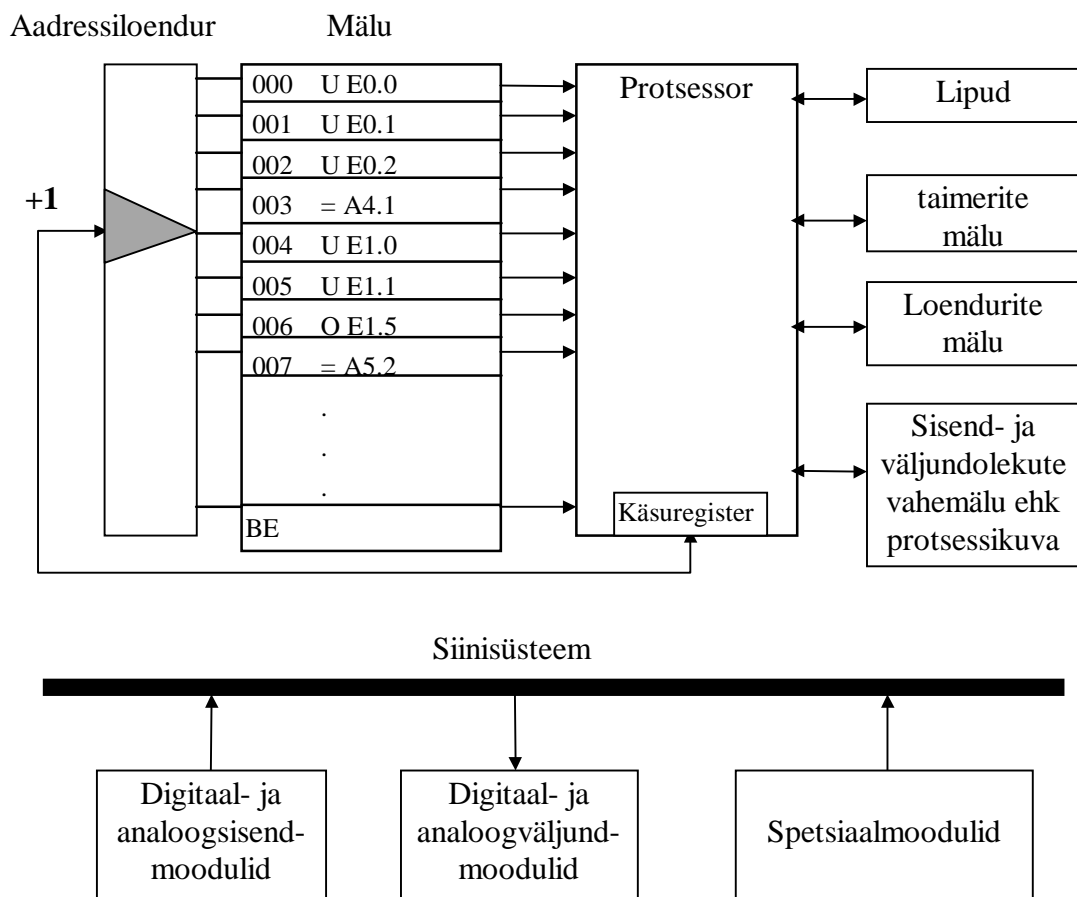 Aadressiloendur
Mälu
+1
000 U E0.0
001 U E0.1
002 U E0.2
003 = A4.1
004 U E1.0
005 U E1.1
006 O E1.5
007 = A5.2
.
.
.
BE
Protsessor
Käsuregister
Lipud
taimerite
mälu
Loendurite
mälu
Sisend- ja
väljundolekute
vahemälu ehk
protsessikuva
Siinisüsteem
Digitaal- ja
analoogsisend-
moodulid
Digitaal- ja
analoogväljund-
moodulid
Spetsiaalmoodulid